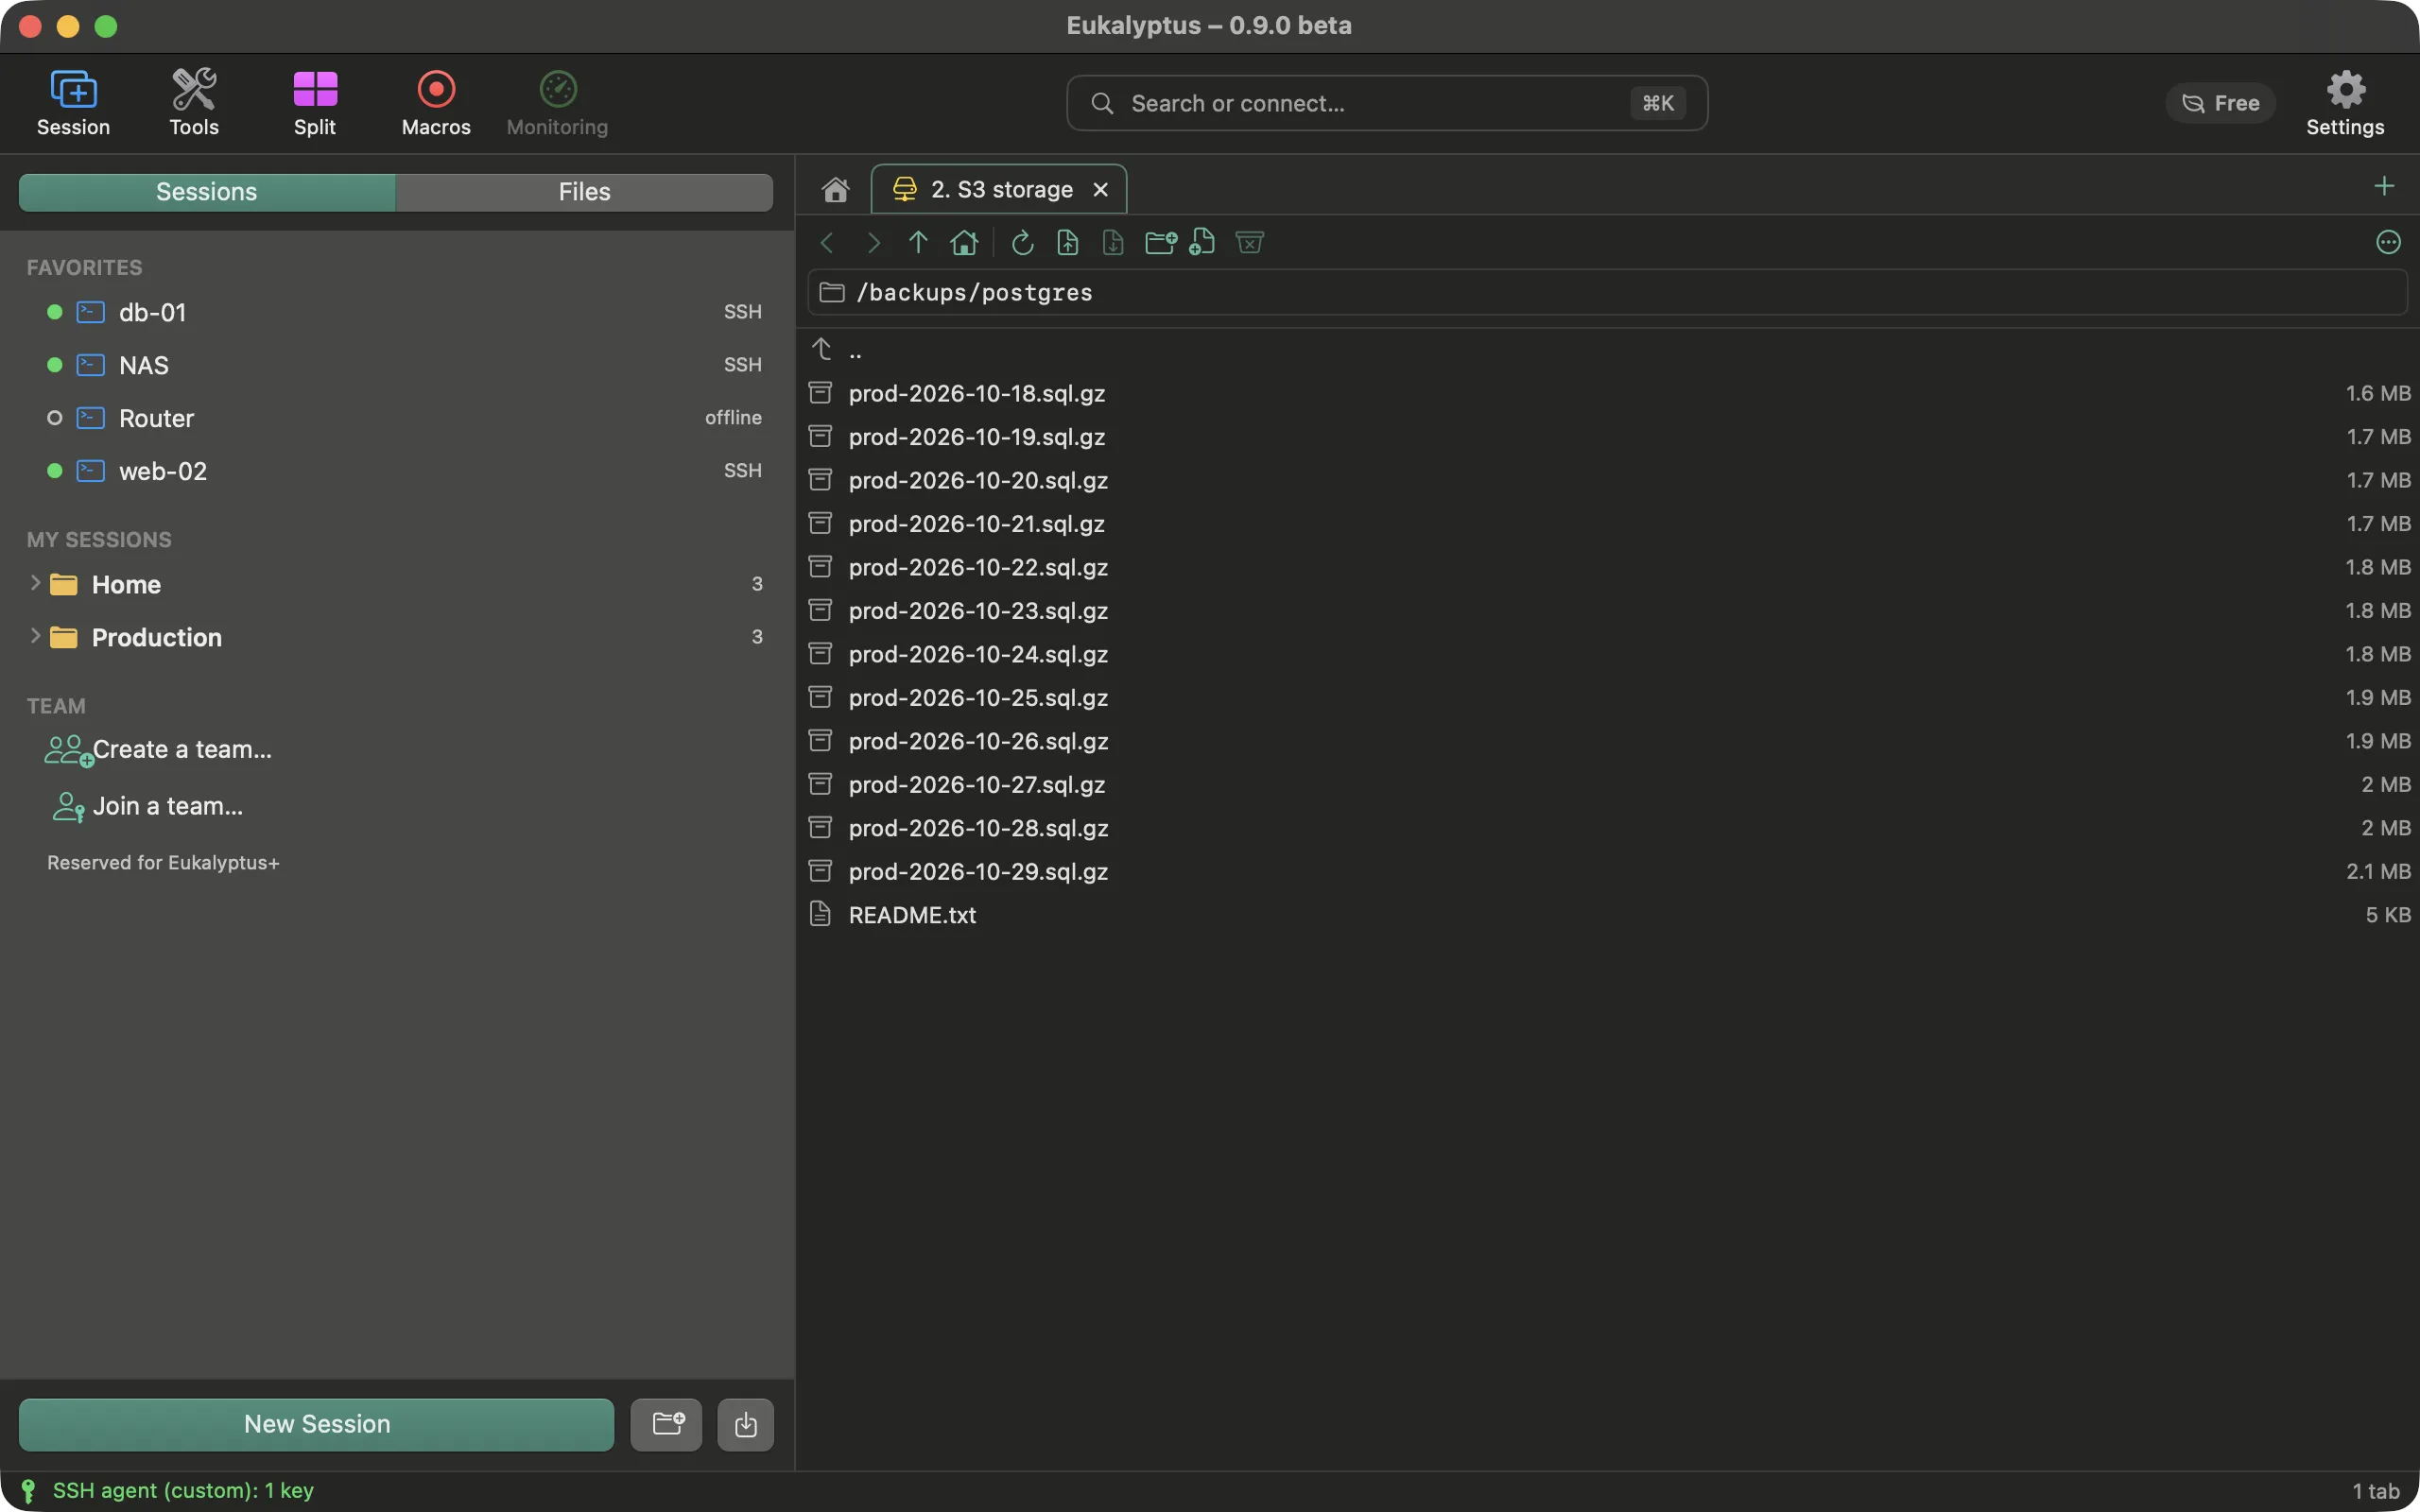 Eukalyptus – 0.9.0 beta
Session
Tools
Split
Macros
Monitoring
Search or connect...
⌘K
Free
Settings
Sessions
Files
2. S3 storage
FAVORITES
db-01
SSH
NAS
SSH
Router
offline
web-02
SSH
MY SESSIONS
Home
3
Production
3
TEAM
Create a team...
Join a team...
Reserved for Eukalyptus+
New Session
/backups/postgres
..
prod-2026-10-18.sql.gz 1.6 MB
prod-2026-10-19.sql.gz 1.7 MB
prod-2026-10-20.sql.gz 1.7 MB
prod-2026-10-21.sql.gz 1.7 MB
prod-2026-10-22.sql.gz 1.8 MB
prod-2026-10-23.sql.gz 1.8 MB
prod-2026-10-24.sql.gz 1.8 MB
prod-2026-10-25.sql.gz 1.9 MB
prod-2026-10-26.sql.gz 1.9 MB
prod-2026-10-27.sql.gz 2 MB
prod-2026-10-28.sql.gz 2 MB
prod-2026-10-29.sql.gz 2.1 MB
README.txt 5 KB
SSH agent (custom): 1 key
1 tab